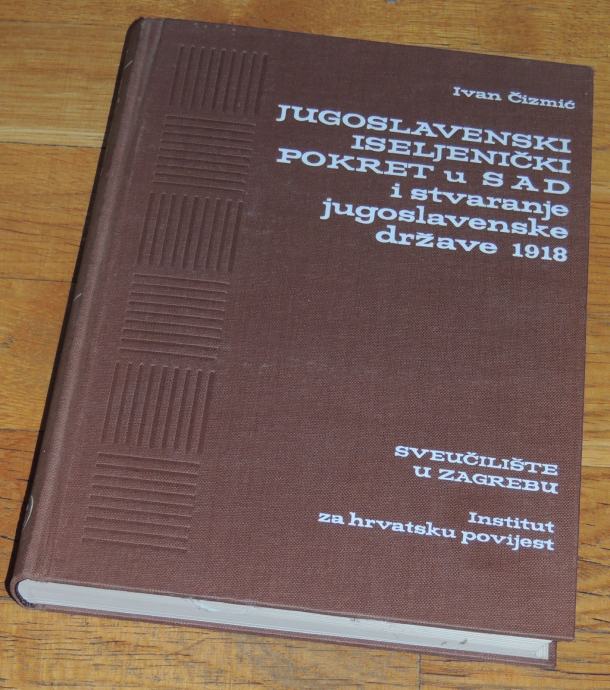 Ivan Čizmić
JUGOSLAVENSKI
ISELJENIČKI
POKRET u SAD
i stvaranje
jugoslavenske
države 1918
SVEUČILIŠTE
U ZAGREBU
Institut
za hrvatsku povijest